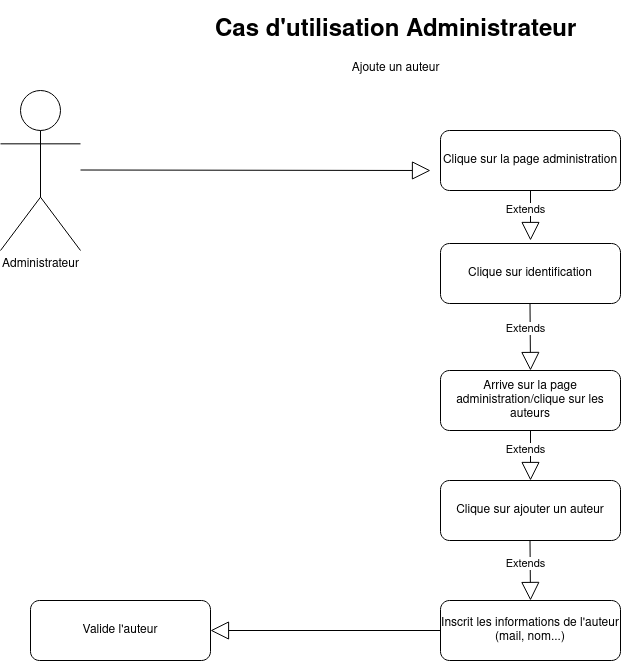 Cas d'utilisation Administrateur
Ajoute un auteur
Clique sur la page administration
Extends
Administrateur
Clique sur identification
Extends
Arrive sur la page
administration/clique sur les
auteurs
Extends
Clique sur ajouter un auteur
Extends
Inscrit les informations de l'auteur
(mail, nom...)
Valide l'auteur